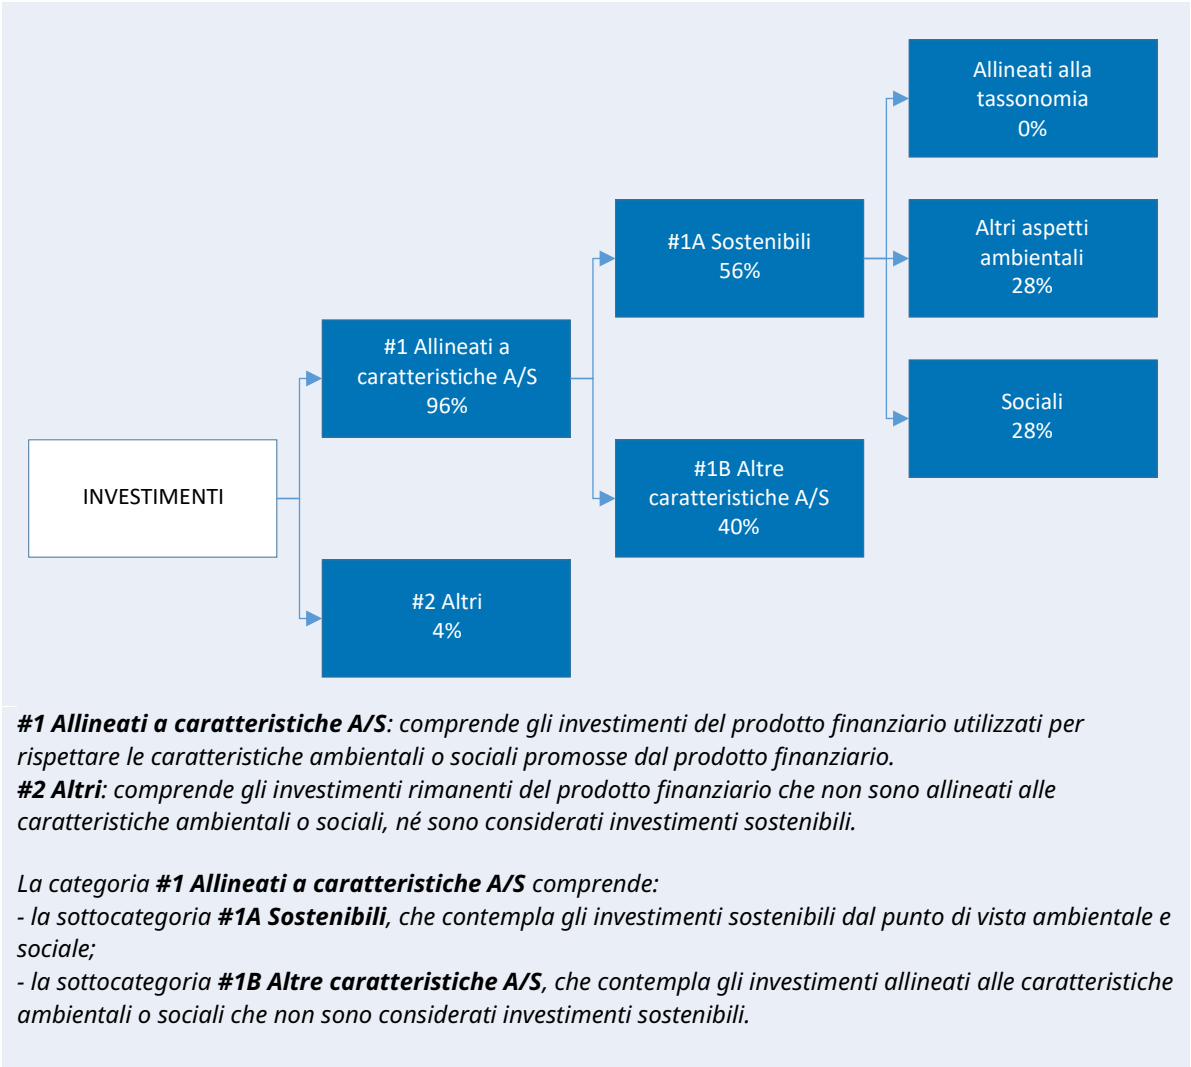 Allineati alla
tassonomia
0%
#1A Sostenibili
56%
Altri aspetti
ambientali
28%
#1 Allineati a
caratteristiche A/S
96%
Sociali
28%
INVESTIMENTI
#1B Altre
caratteristiche A/S
40%
#2 Altri
4%
#1 Allineati a caratteristiche A/S: comprende gli investimenti del prodotto finanziario utilizzati per
rispettare le caratteristiche ambientali o sociali promosse dal prodotto finanziario.
#2 Altri: comprende gli investimenti rimanenti del prodotto finanziario che non sono allineati alle
caratteristiche ambientali o sociali, né sono considerati investimenti sostenibili.
La categoria #1 Allineati a caratteristiche A/S comprende:
- la sottocategoria #1A Sostenibili, che contempla gli investimenti sostenibili dal punto di vista ambientale e
sociale;
- la sottocategoria #1B Altre caratteristiche A/S, che contempla gli investimenti allineati alle caratteristiche
ambientali o sociali che non sono considerati investimenti sostenibili.